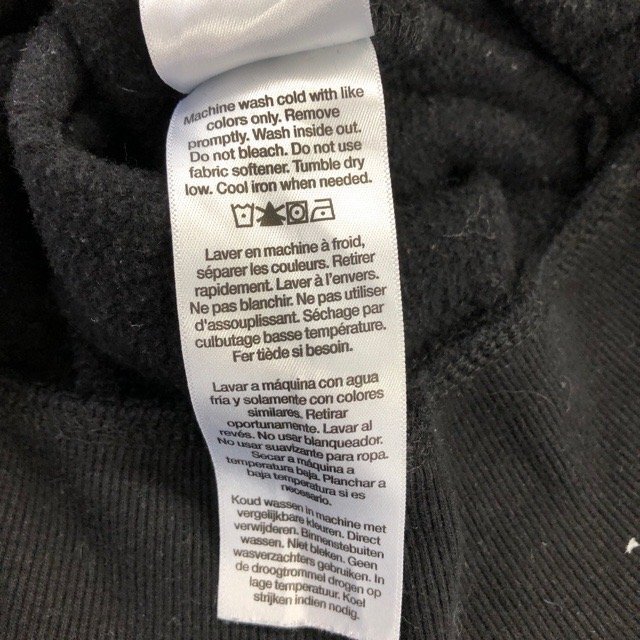 Machine wash cold with like
colors only. Remove
promptly. Wash inside out.
Do not bleach. Do not use
fabric softener. Tumble dry
low. Cool iron when needed.
Laver en machine à froid,
séparer les couleurs. Retirer
rapidement. Laver à l'envers.
Ne pas blanchir. Ne pas utiliser
d'assouplissant. Séchage par
culbutage basse température.
Fer tiède si besoin.
Lavar a máquina con agua
fría y solamente con colores
similares. Retirar
oportunamente. Lavar al
revés. No usar blanqueador.
No usar suavizante para ropa.
Secar a máquina a
temperatura baja. Planchar a
baja temperatura si es
necesario.
Koud wassen in machine met
vergelijkbare kleuren. Direct
verwijderen. Binnenstebuiten
wassen. Niet bleken. Geen
wasverzachters gebruiken. In
de droogtrommel drogen op
lage temperatuur. Koel
strijken indien nodig.